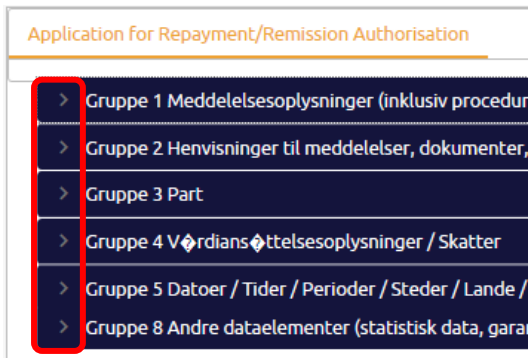 Application for Repayment/Remission Authorisation
Gruppe 1 Meddelelsesoplysninger (inklusiv procedur
Gruppe 2 Henvisninger til meddelelser, dokumenter,
Gruppe 3 Part
Gruppe 4 V�rdians�ttelsesoplysninger / Skatter
Gruppe 5 Datoer / Tider / Perioder / Steder / Lande /
Gruppe 8 Andre dataelementer (statistisk data, garan